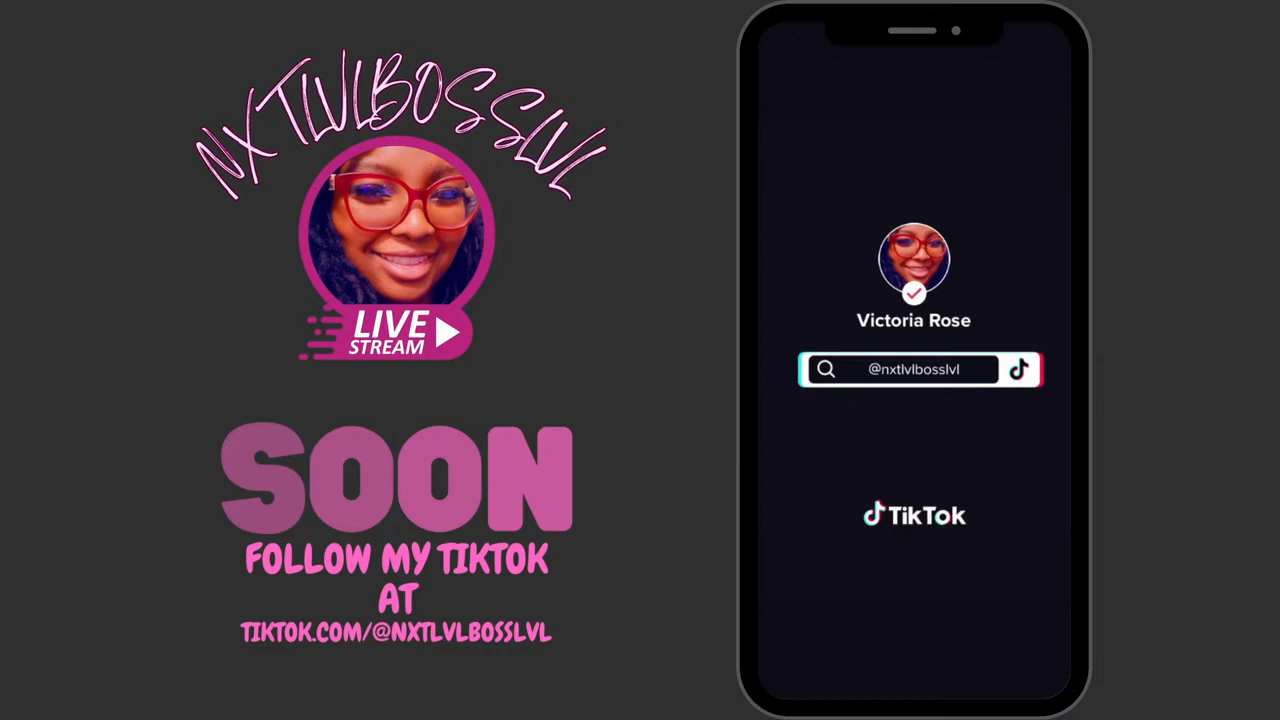 NXTLVLBOSSLVL
LIVE
STREAM
SOON
FOLLOW MY TIKTOK
AT
TIKTOK.COM/@NXTLVLBOSSLVL
Victoria Rose
@nxtlvlbosslvl
TikTok